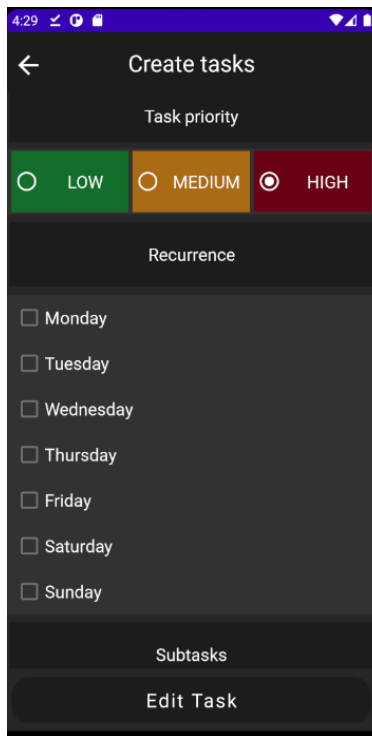 4:29
Create tasks
Task priority
LOW MEDIUM HIGH
Recurrence
Monday
Tuesday
Wednesday
Thursday
Friday
Saturday
Sunday
Subtasks
Edit Task